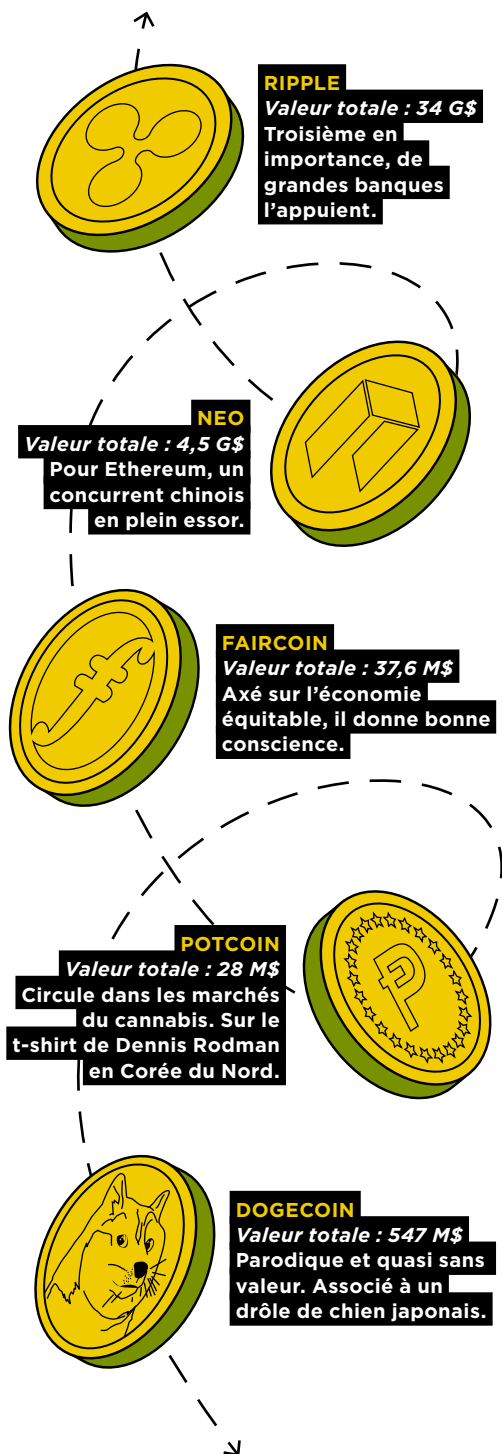 RIPPLE
Valeur totale : 34 G$
Troisième en
importance, de
grandes banques
l'appuient.
NEO
Valeur totale : 4,5 G$
Pour Ethereum, un
concurrent chinois
en plein essor.
FAIRCOIN
Valeur totale : 37,6 M$
Axé sur l'économie
équitable, il donne bonne
conscience.
POTCOIN
Valeur totale : 28 M$
Circule dans les marchés
du cannabis. Sur le
t-shirt de Dennis Rodman
en Corée du Nord.
DOGECOIN
Valeur totale : 547 M$
Parodique et quasi sans
valeur. Associé à un
drôle de chien japonais.